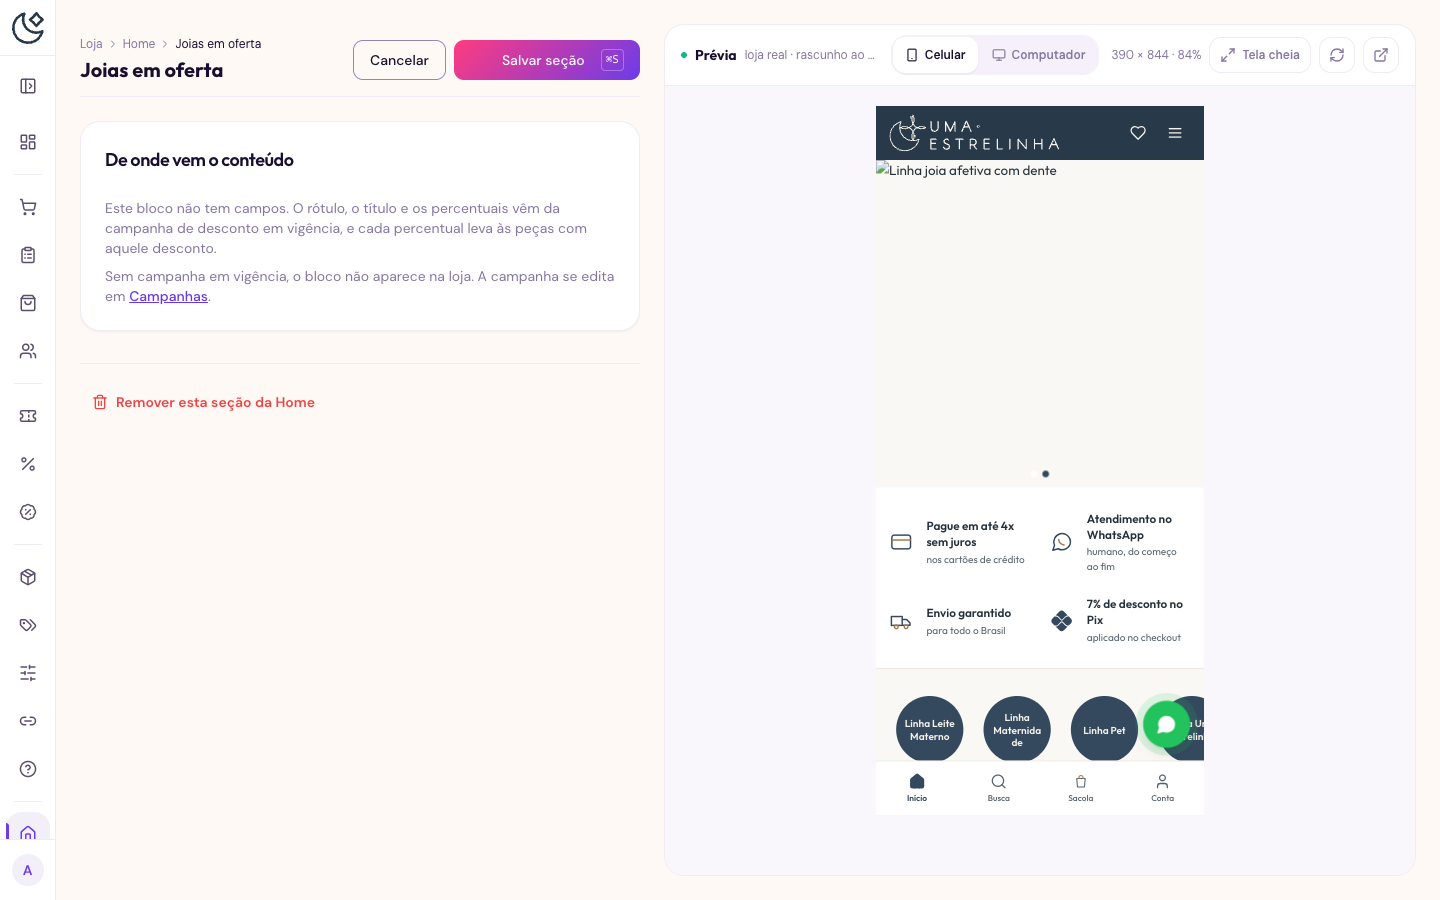 Loja > Home > Joias em oferta
Joias em oferta
Cancelar
Salvar seção ⌘S
De onde vem o conteúdo
Este bloco não tem campos. O rótulo, o título e os percentuais vêm da
campanha de desconto em vigência, e cada percentual leva às peças com
aquele desconto.
Sem campanha em vigência, o bloco não aparece na loja. A campanha se edita
em Campanhas.
Remover esta seção da Home
A
Prévia
loja real · rascunho ao ...
Celular
Computador
390 × 844 · 84%
Tela cheia
UMA
ESTRELINHA
Linha joia afetiva com dente
Pague em até 4x
sem juros
nos cartões de crédito
Atendimento no
WhatsApp
humano, do começo
ao fim
Envio garantido
para todo o Brasil
7% de desconto no
Pix
aplicado no checkout
Linha Leite
Materno
Linha
Maternida
de
Linha Pet
Início
Busca
Sacola
Conta